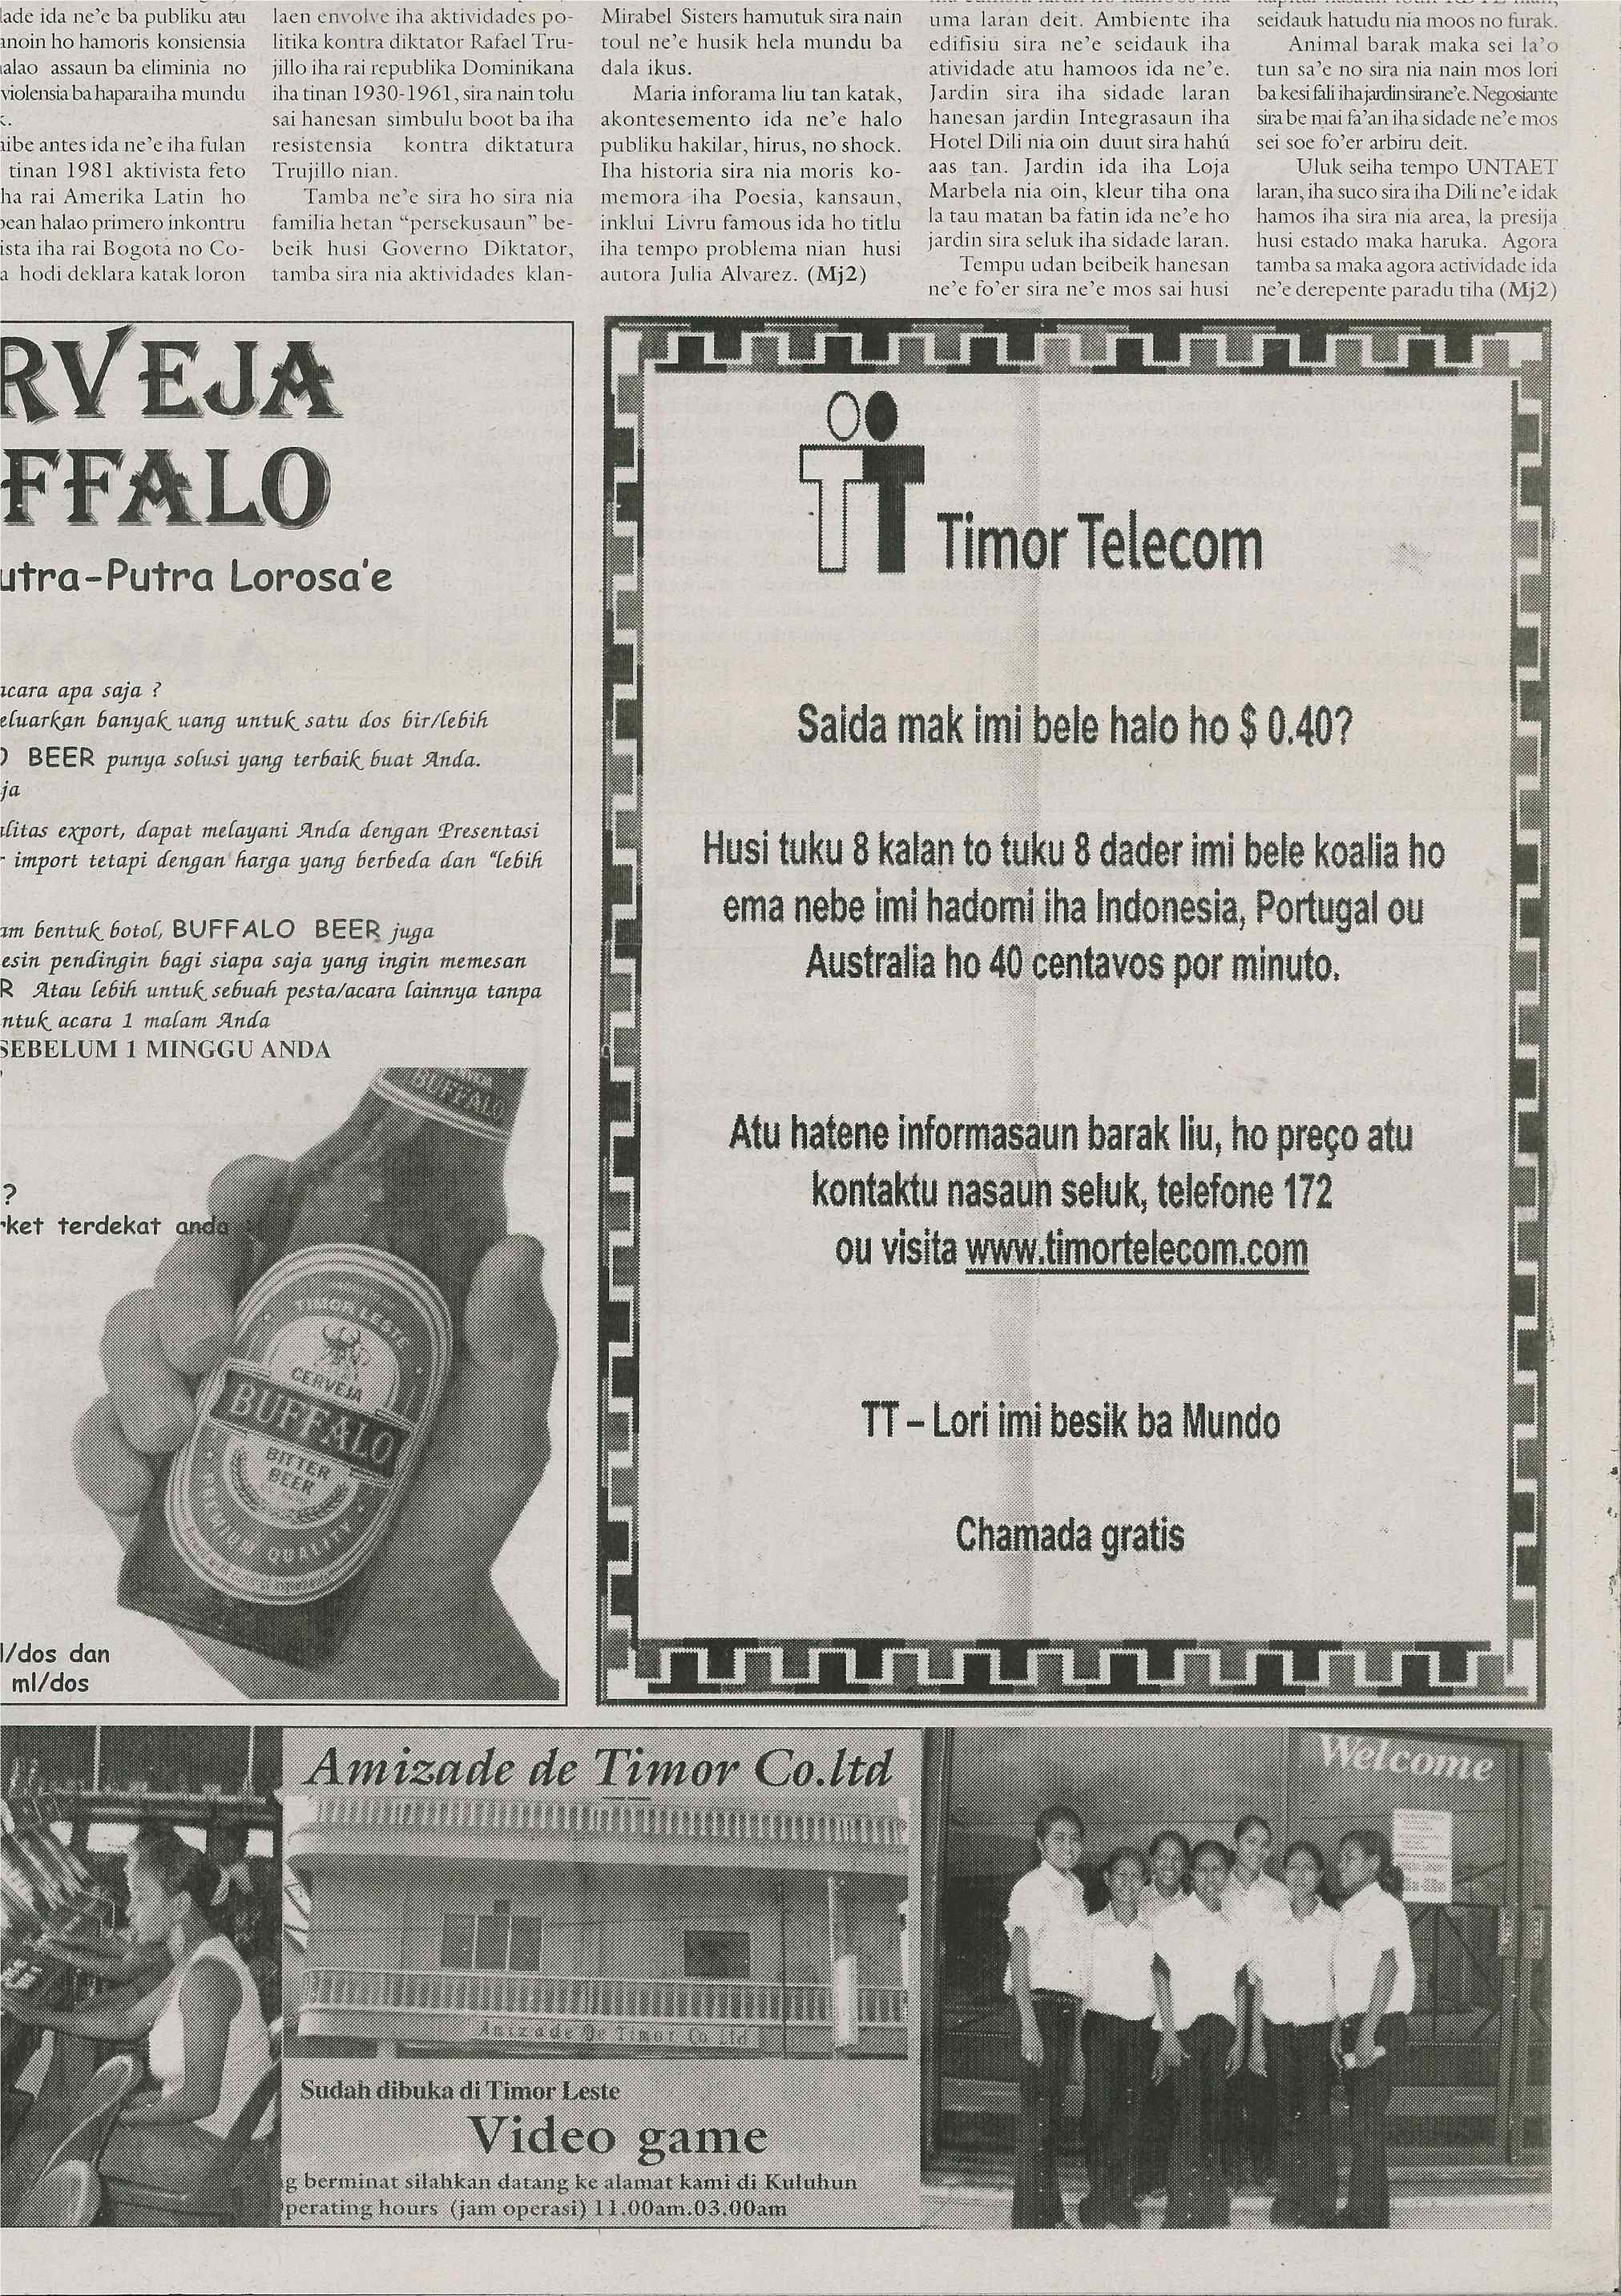 lade ida ne'e ba publiku atu
anoin ho hamoris konsiensia
alao assaun ba eliminia no
violensia ba hapara iha mundu
k.
aibe antes ida ne'e iha fulan
tinan 1981 aktivista feto
ha rai Amerika Latin ho
pean halao primero inkontru
ista iha rai Bogota no Co-
a hodi deklara katak loron
laen envolve iha aktividades po-
litika kontra diktator Rafael Tru-
jillo iha rai republika Dominikana
iha tinan 1930-1961, sira nain tolu
sai hanesan simbulu boot ba iha
resistensia kontra diktatura
Trujillo nian.
Tamba ne'e sira ho sira nia
familia hetan "persekusaun" be-
beik husi Governo Diktator,
tamba sira nia aktividades klan-
Mirabel Sisters hamutuk sira nain
toul ne'e husik hela mundu ba
dala ikus.
Maria inforama liu tan katak,
akontesemento ida ne'e halo
publiku hakilar, hirus, no shock.
Iha historia sira nia moris ko-
memora iha Poesia, kansaun,
inklui Livru famous ida ho titlu
iha tempo problema nian husi
autora Julia Alvarez. (Mj2)
uma laran deit. Ambiente iha
edifisiu sira ne'e seidauk iha
atividade atu hamoos ida ne'e.
Jardin sira iha sidade laran
hanesan jardin Integrasaun iha
Hotel Dili nia oin duut sira hahú
aas tan. Jardin ida iha Loja
Marbela nia oin, kleur tiha ona
la tau matan ba fatin ida ne'e ho
jardin sira seluk iha sidade laran.
Tempu udan beibeik hanesan
ne'e fo'er sira ne'e mos sai husi
seidauk hatudu nia moos no furak.
Animal barak maka sei la'o
tun sa'e no sira nia nain mos lori
ba kesi fali iha jardin sira ne'e. Negosiante
sira be mai fa'an iha sidade ne'e mos
sei soe fo'er arbiru deit.
Uluk seiha tempo UNTAET
laran, iha suco sira iha Dili ne'e idak
hamos iha sira nia area, la presija
husi estado maka haruka. Agora
tamba sa maka agora actividade ida
ne'e derepente paradu tiha (Mj2)
RVEJA
FFALO
utra-Putra Lorosa'e
acara apa saja ?
eluarkan banyak uang untuk satu dos bir/lebih
O BEER punya solusi yang terbaik buat Anda.
ja
alitas export, dapat melayani Anda dengan Presentasi
r import tetapi dengan harga yang berbeda dan "lebih
am bentuk botol, BUFFALO BEER juga
esin pendingin bagi siapa saja yang ingin memesan
R Atau lebih untuk sebuah pesta/acara lainnya tanpa
ntuk acara 1 malam Anda
SEBELUM 1 MINGGU ANDA
?
rket terdekat anda
BUFFALO
TIMOR LESTE
CERVEJA
BUFFALO
BITTER
BEER
PREMIUM QUALITY
l/dos dan
ml/dos
TT Timor Telecom
Saida mak imi bele halo ho $ 0.40?
Husi tuku 8 kalan to tuku 8 dader imi bele koalia ho
ema nebe imi hadomi iha Indonesia, Portugal ou
Australia ho 40 centavos por minuto.
Atu hatene informasaun barak liu, ho preço atu
kontaktu nasaun seluk, telefone 172
ou visita www.timortelecom.com
TT – Lori imi besik ba Mundo
Chamada gratis
Amizade de Timor Co.ltd
Amizade De Timor Co Ltd
Sudah dibuka di Timor Leste
Video game
g berminat silahkan datang ke alamat kami di Kuluhun
perating hours (jam operasi) 11.00am.03.00am
Welcome